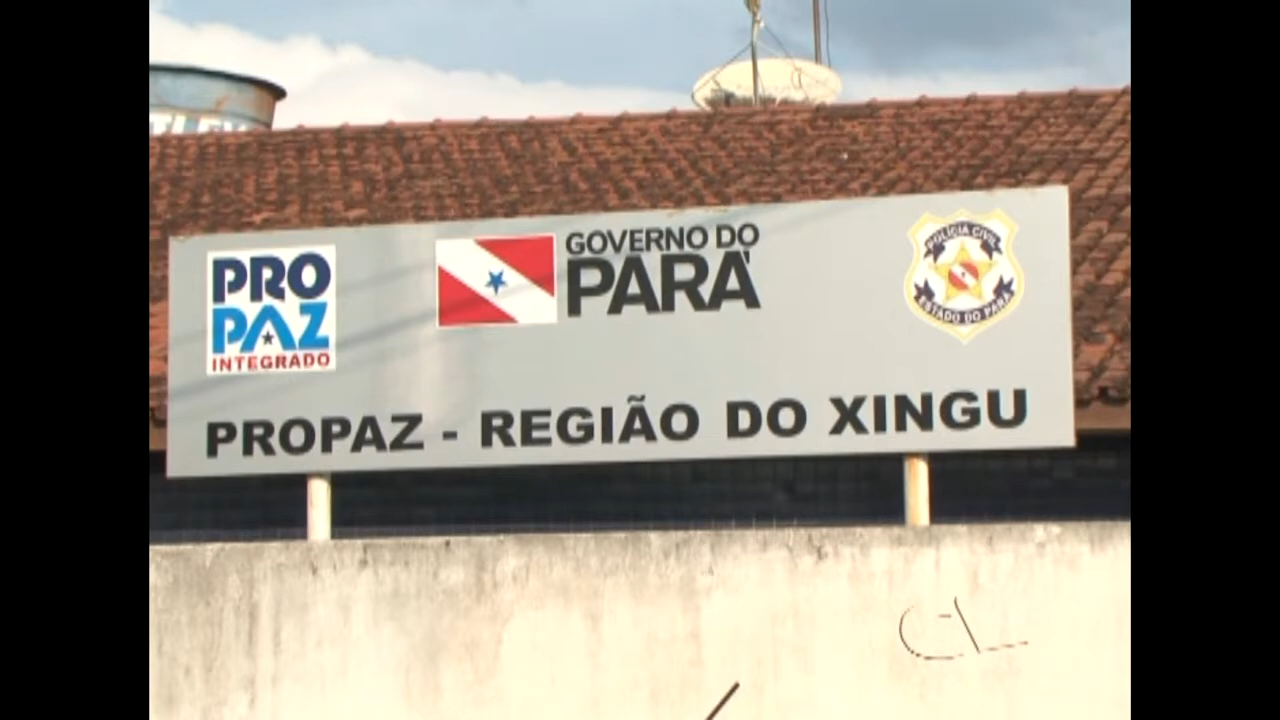 PRO
PAZ
INTEGRADO
GOVERNO DO
PARÁ
POLÍCIA CIVIL
ESTADO DO PARÁ
PROPAZ - REGIÃO DO XINGU